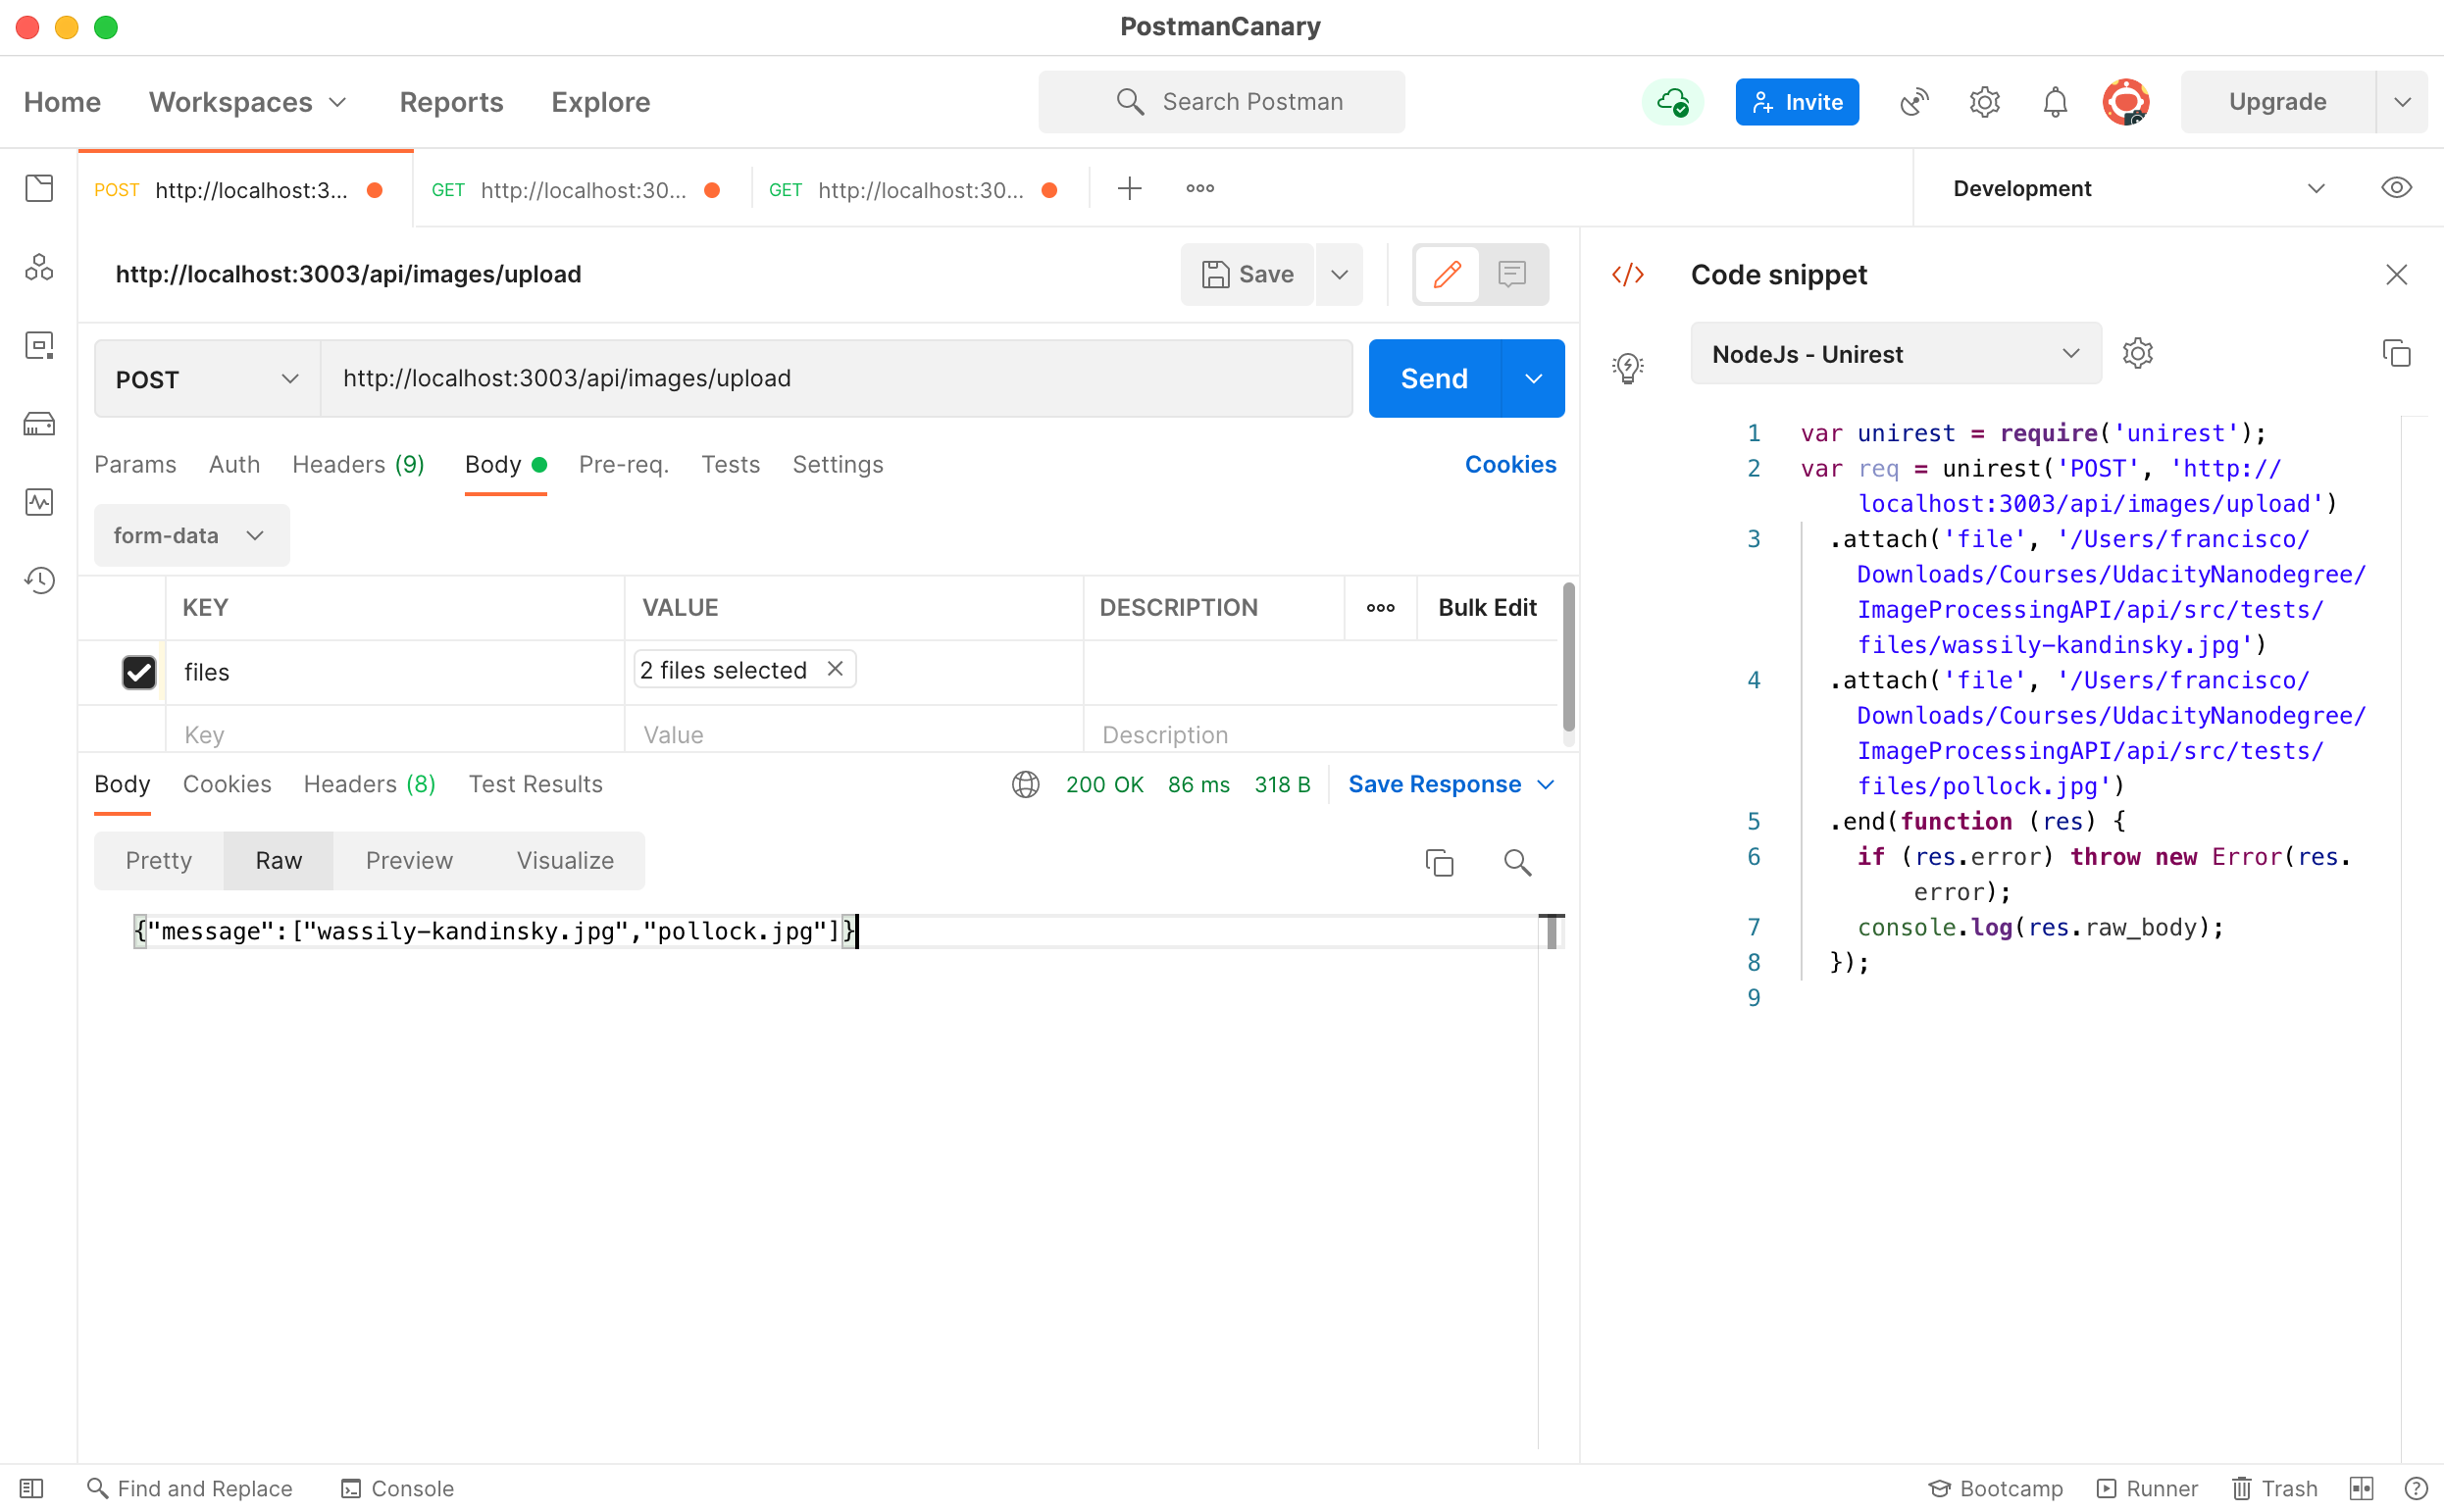 PostmanCanary
Home Workspaces Reports Explore Search Postman Invite Upgrade
POST http://localhost:3... GET http://localhost:30... GET http://localhost:30... Development
http://localhost:3003/api/images/upload Save
Code snippet
POST http://localhost:3003/api/images/upload Send
NodeJs - Unirest
Params Auth Headers (9) Body Pre-req. Tests Settings Cookies
form-data
KEY VALUE DESCRIPTION Bulk Edit
files 2 files selected
Key Value Description
Body Cookies Headers (8) Test Results 200 OK 86 ms 318 B Save Response
Pretty Raw Preview Visualize
{"message":["wassily-kandinsky.jpg","pollock.jpg"]}
1 var unirest = require('unirest');
2 var req = unirest('POST', 'http://
localhost:3003/api/images/upload')
3 .attach('file', '/Users/francisco/
Downloads/Courses/UdacityNanodegree/
ImageProcessingAPI/api/src/tests/
files/wassily-kandinsky.jpg')
4 .attach('file', '/Users/francisco/
Downloads/Courses/UdacityNanodegree/
ImageProcessingAPI/api/src/tests/
files/pollock.jpg')
5 .end(function (res) {
6 if (res.error) throw new Error(res.
error);
7 console.log(res.raw_body);
8 });
9
Find and Replace Console Bootcamp Runner Trash